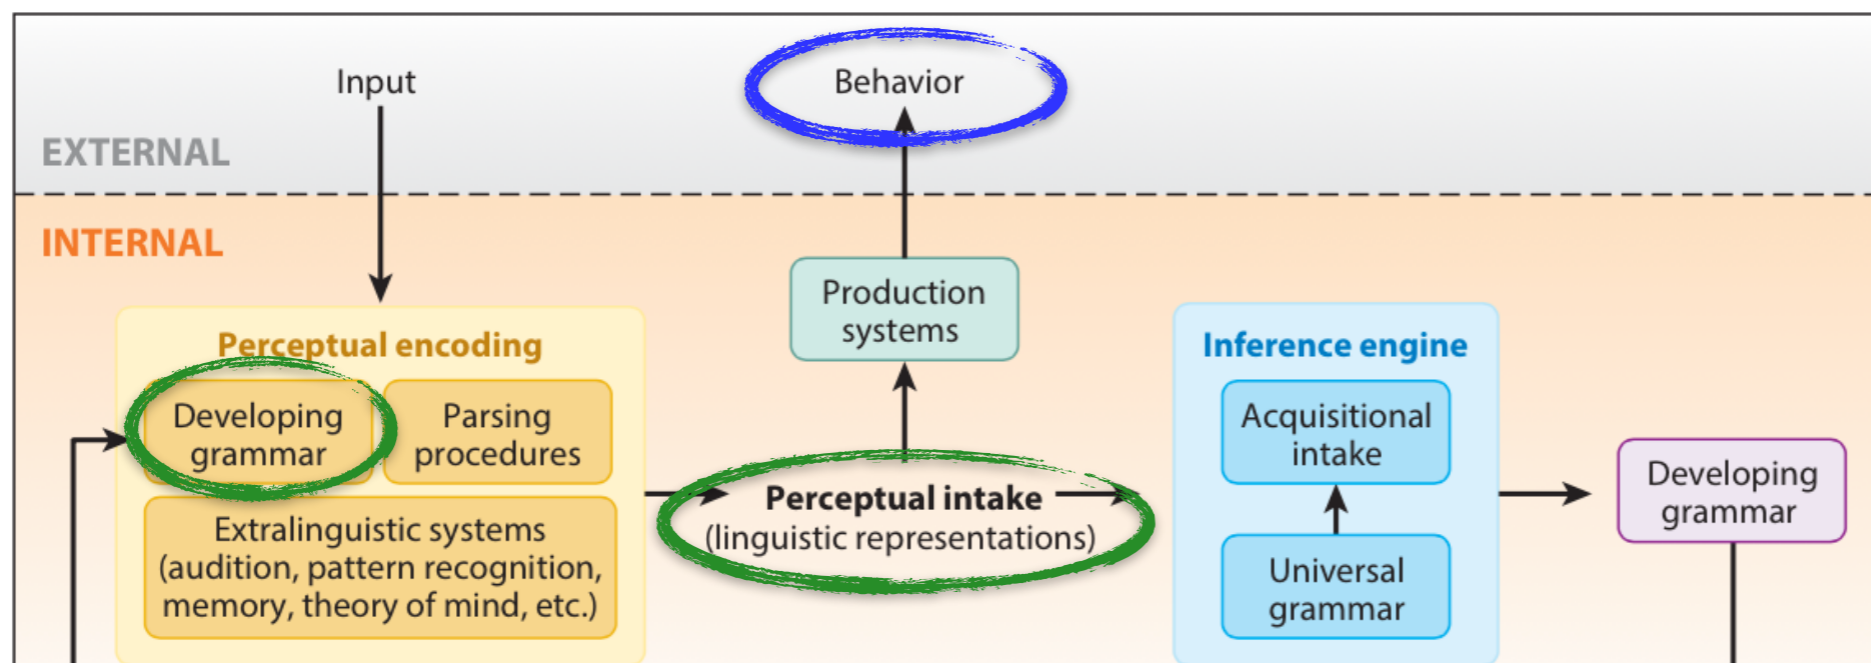 Input
Behavior
EXTERNAL
INTERNAL
Perceptual encoding
Developing
grammar
Parsing
procedures
Extralinguistic systems
(audition, pattern recognition,
memory, theory of mind, etc.)
Production
systems
Perceptual intake
(linguistic representations)
Inference engine
Acquisitional
intake
Universal
grammar
Developing
grammar